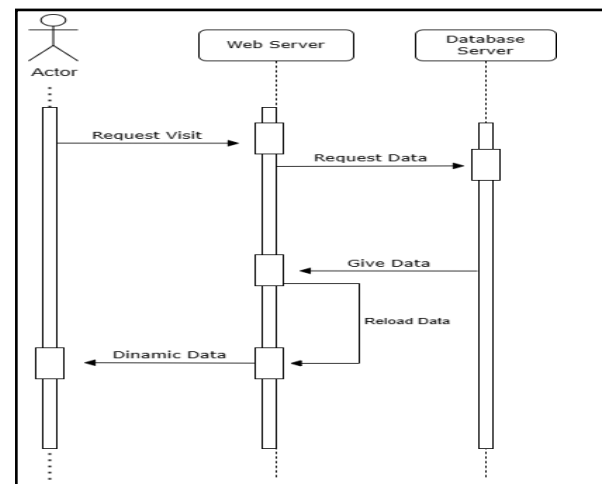 Actor
Web Server
Database
Server
Request Visit
Request Data
Give Data
Reload Data
Dinamic Data